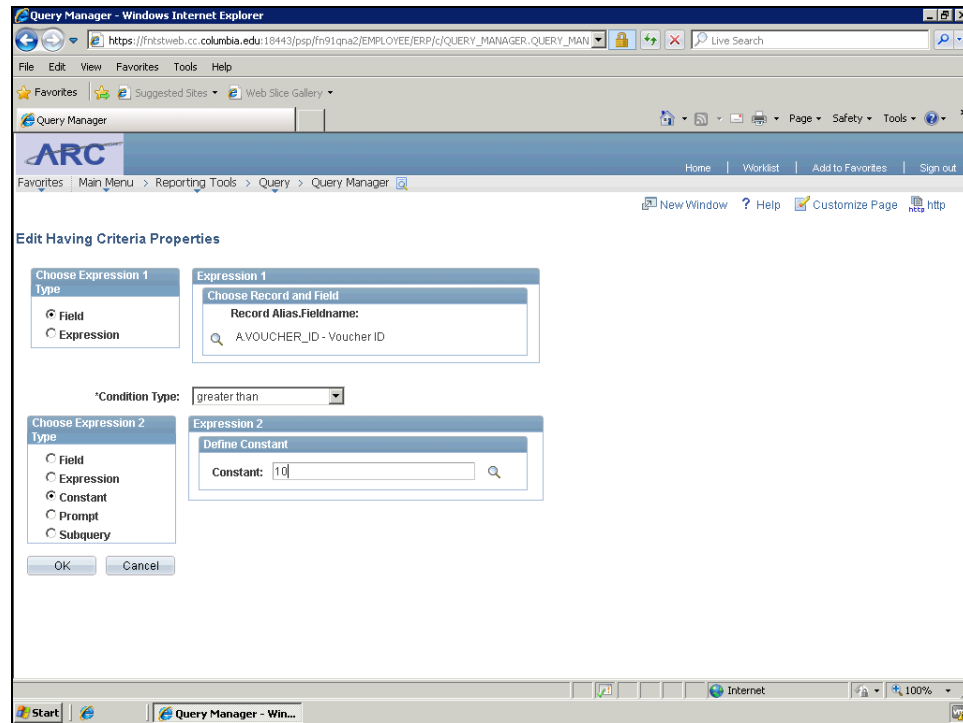 Query Manager - Windows Internet Explorer
https://fntstweb.cc.columbia.edu:18443/psp/fn91qna2/EMPLOYEE/ERP/c/QUERY_MANAGER.QUERY_MAN
Live Search
File Edit View Favorites Tools Help
Favorites Suggested Sites Web Slice Gallery
Query Manager
Page Safety Tools
ARC
Home | Worklist | Add to Favorites | Sign out
Favorites Main Menu > Reporting Tools > Query > Query Manager
New Window ? Help Customize Page http
Edit Having Criteria Properties
Choose Expression 1 Type
Field
Expression
Expression 1
Choose Record and Field
Record Alias.Fieldname:
A.VOUCHER_ID - Voucher ID
*Condition Type: greater than
Choose Expression 2 Type
Field
Expression
Constant
Prompt
Subquery
Expression 2
Define Constant
Constant: 10
OK Cancel
Internet 100%
Start Query Manager - Win...